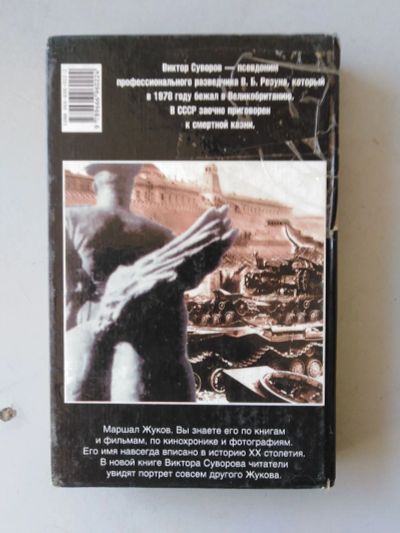 Виктор Суворов — псевдоним
профессионального разведчика В. Б. Резуна, который
в 1978 году бежал в Великобританию.
В СССР заочно приговорен
к смертной казни.
Маршал Жуков. Вы знаете его по книгам
и фильмам, по кинохронике и фотографиям.
Его имя навсегда вписано в историю XX столетия.
В новой книге Виктора Суворова читатели
увидят портрет совсем другого Жукова.